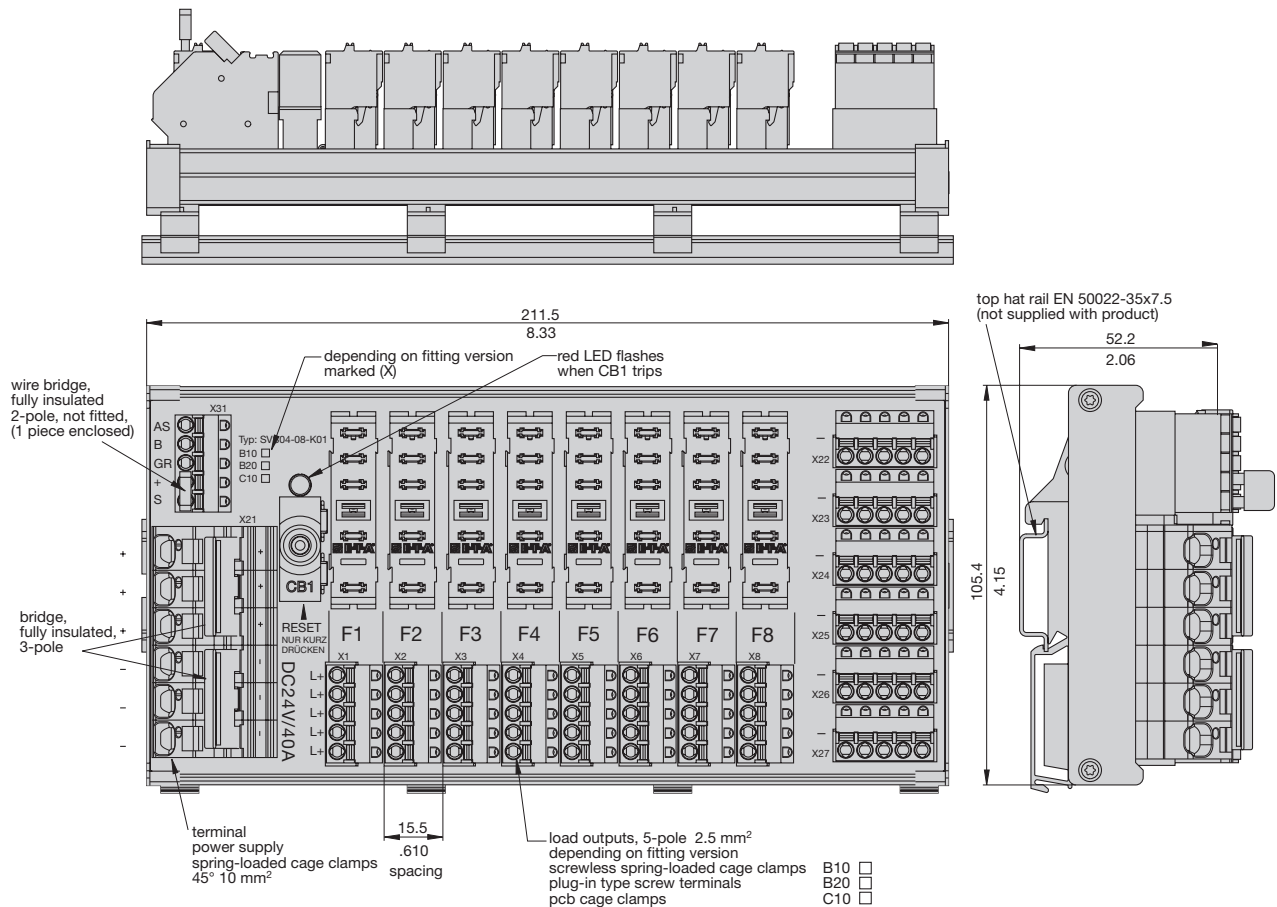 top hat rail EN 50022-35x7.5
(not supplied with product)
211.5
8.33
52.2
2.06
depending on fitting version
marked (X)
red LED flashes
when CB1 trips
wire bridge,
fully insulated
2-pole, not fitted,
(1 piece enclosed)
X31
AS
B
GR
+
S
Typ: SVS04-08-K01
B10
B20
C10
X21
+
+
+
−
−
−
+
+
+
−
−
−
bridge,
fully insulated,
3-pole
CB1
RESET
NUR KURZ
DRÜCKEN
DC24V/40A
E-T-A
E-T-A
E-T-A
E-T-A
E-T-A
E-T-A
E-T-A
E-T-A
F1 F2 F3 F4 F5 F6 F7 F8
X1 X2 X3 X4 X5 X6 X7 X8
L+
L+
L+
L+
L+
−
X22
−
X23
−
X24
−
X25
−
X26
−
X27
105.4
4.15
terminal
power supply
spring-loaded cage clamps
45° 10 mm²
15.5
.610
spacing
load outputs, 5-pole 2.5 mm²
depending on fitting version
screwless spring-loaded cage clamps B10
plug-in type screw terminals B20
pcb cage clamps C10